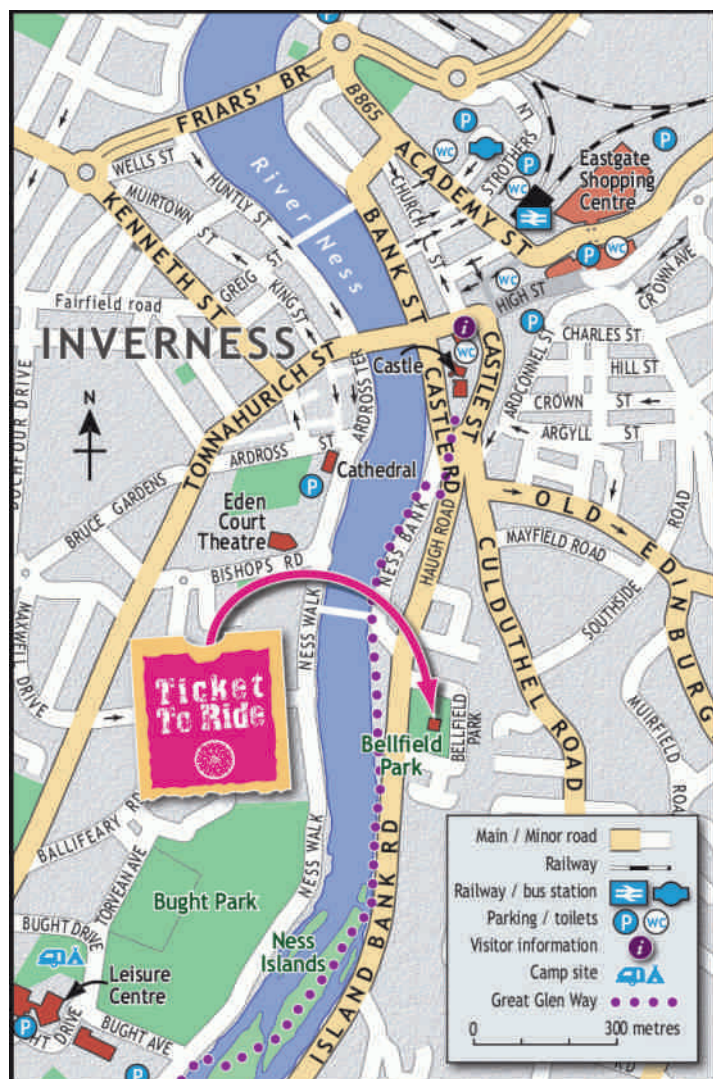 FRIARS' BR
B865
STROTHERS LN
ACADEMY ST
Eastgate
Shopping
Centre
WELLS ST
HUNTLY ST
River Ness
CHURCH ST
MUIRTOWN ST
KENNETH ST
GREIG ST
KING ST
BANK ST
HIGH ST
CROWN AVE
Fairfield road
INVERNESS
CHARLES ST
HILL ST
CROWN ST
ARGYLL ST
ARDCONNEL ST
CASTLE ST
Castle
CASTLE RD
TOMNAHURICH ST
ARDROSS TER
N
ARDROSS ST
Cathedral
BRUCE GARDENS
Eden
Court
Theatre
BISHOPS RD
NESS BANK
HAUGH ROAD
OLD EDINBURG
MAYFIELD ROAD
SOUTHSIDE ROAD
CULDUTHEL ROAD
MAXWELL DRIVE
NESS WALK
Ticket
To Ride
Bellfield
Park
BELLFIELD
PARK
MUIRFIELD ROA
BALLIFEARY RD
TORVEAN AVE
NESS WALK
Bught Park
Ness
Islands
ISLAND BANK RD
BUGHT DRIVE
Leisure
Centre
BUGHT AVE
GHT DRIVE
Main / Minor road
Railway
Railway / bus station
Parking / toilets
P WC
Visitor information
i
Camp site
Great Glen Way
0 300 metres
RD